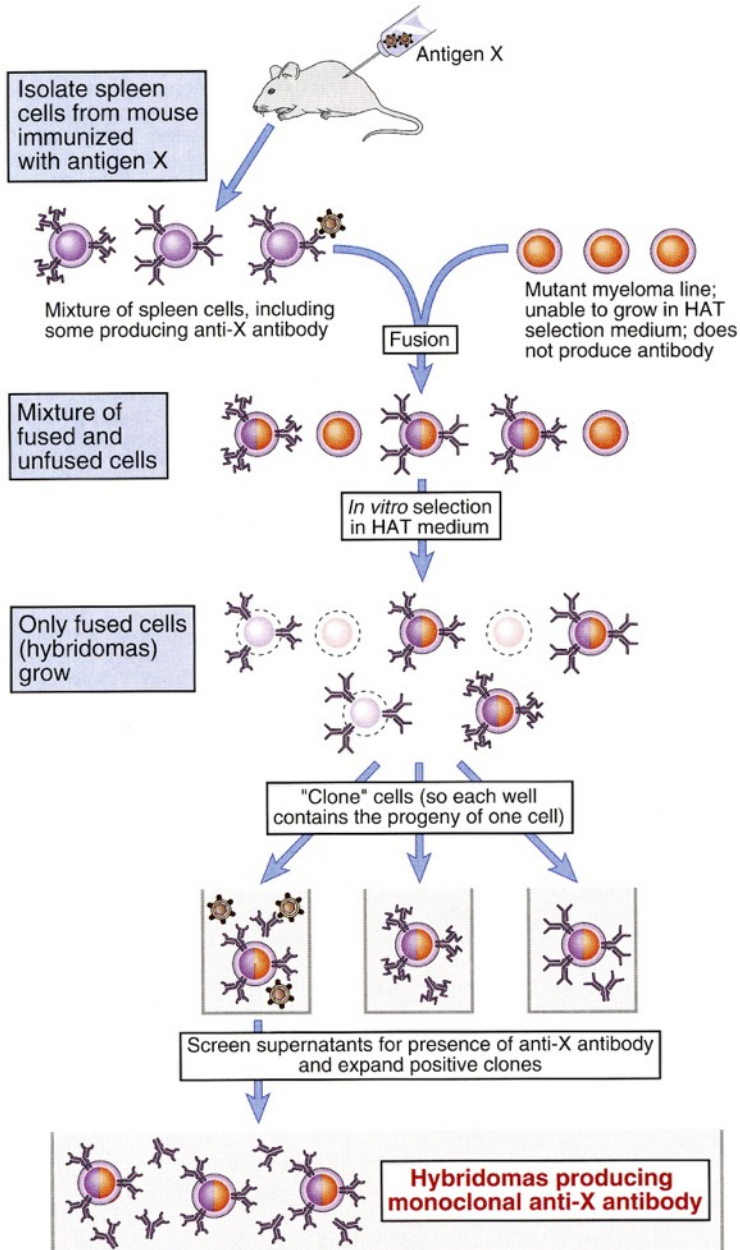 Antigen X
Isolate spleen
cells from mouse
immunized
with antigen X
Mixture of spleen cells, including
some producing anti-X antibody
Mutant myeloma line;
unable to grow in HAT
selection medium; does
not produce antibody
Fusion
Mixture of
fused and
unfused cells
In vitro selection
in HAT medium
Only fused cells
(hybridomas)
grow
"Clone" cells (so each well
contains the progeny of one cell)
Screen supernatants for presence of anti-X antibody
and expand positive clones
Hybridomas producing
monoclonal anti-X antibody